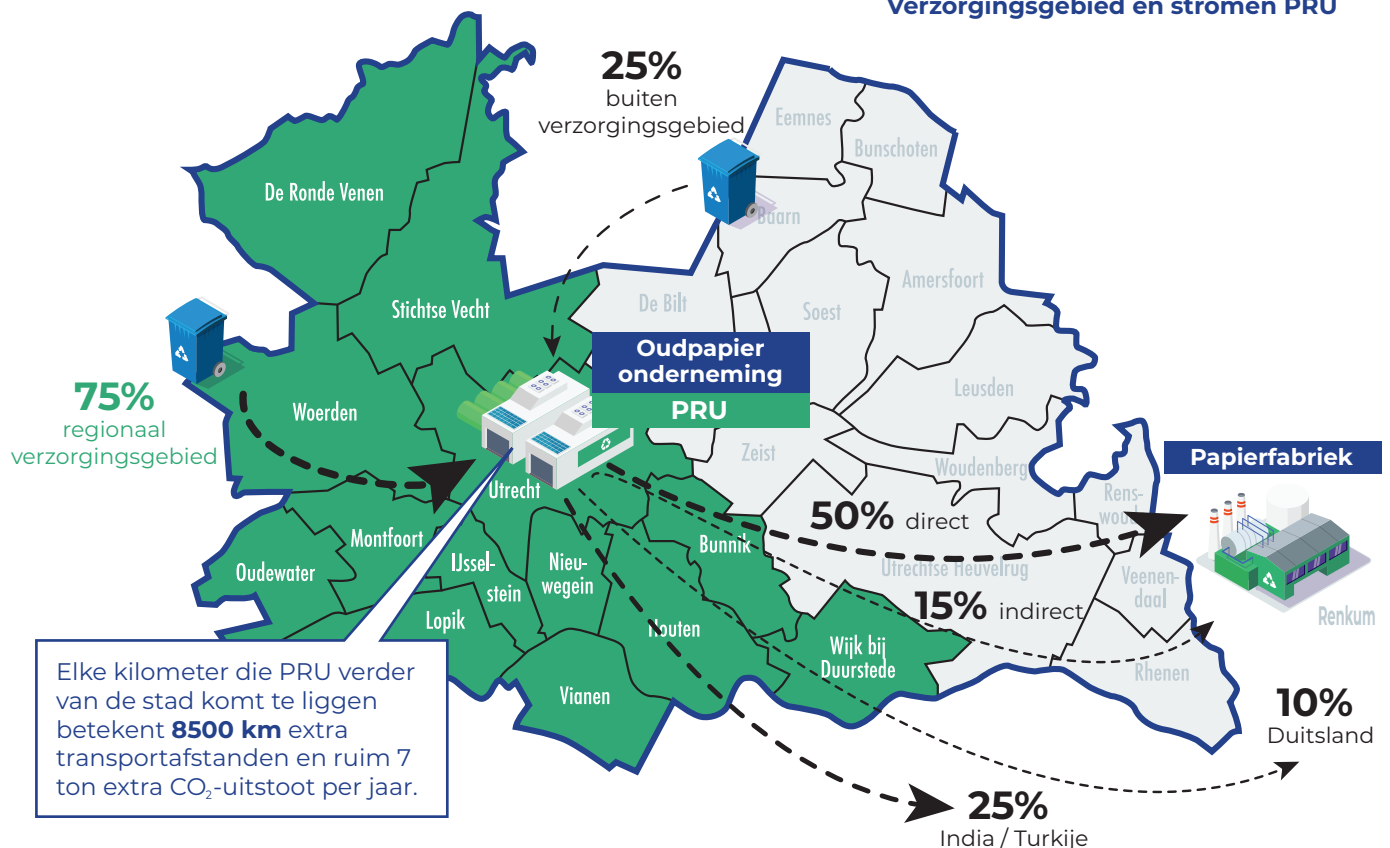 Verzorgingsgebied en stromen PRU
25%
buiten
verzorgingsgebied
Eemnes
Bunschoten
De Ronde Venen
Baarn
Amersfoort
Stichtse Vecht
De Bilt
Soest
Oudpapier
onderneming
PRU
Leusden
75%
regionaal
verzorgingsgebied
Woerden
Zeist
Woudenberg
Papierfabriek
Utrecht
Rens-
woud
50% direct
Montfoort
Bunnik
Oudewater
IJssel-
stein
Nieu-
wegein
Utrechtse Heuvelrug
Veenen-
daal
15% indirect
Renkum
Lopik
Houten
Wijk bij
Duurstede
Rhenen
Vianen
Elke kilometer die PRU verder
van de stad komt te liggen
betekent 8500 km extra
transportafstanden en ruim 7
ton extra CO₂-uitstoot per jaar.
10%
Duitsland
25%
India / Turkije